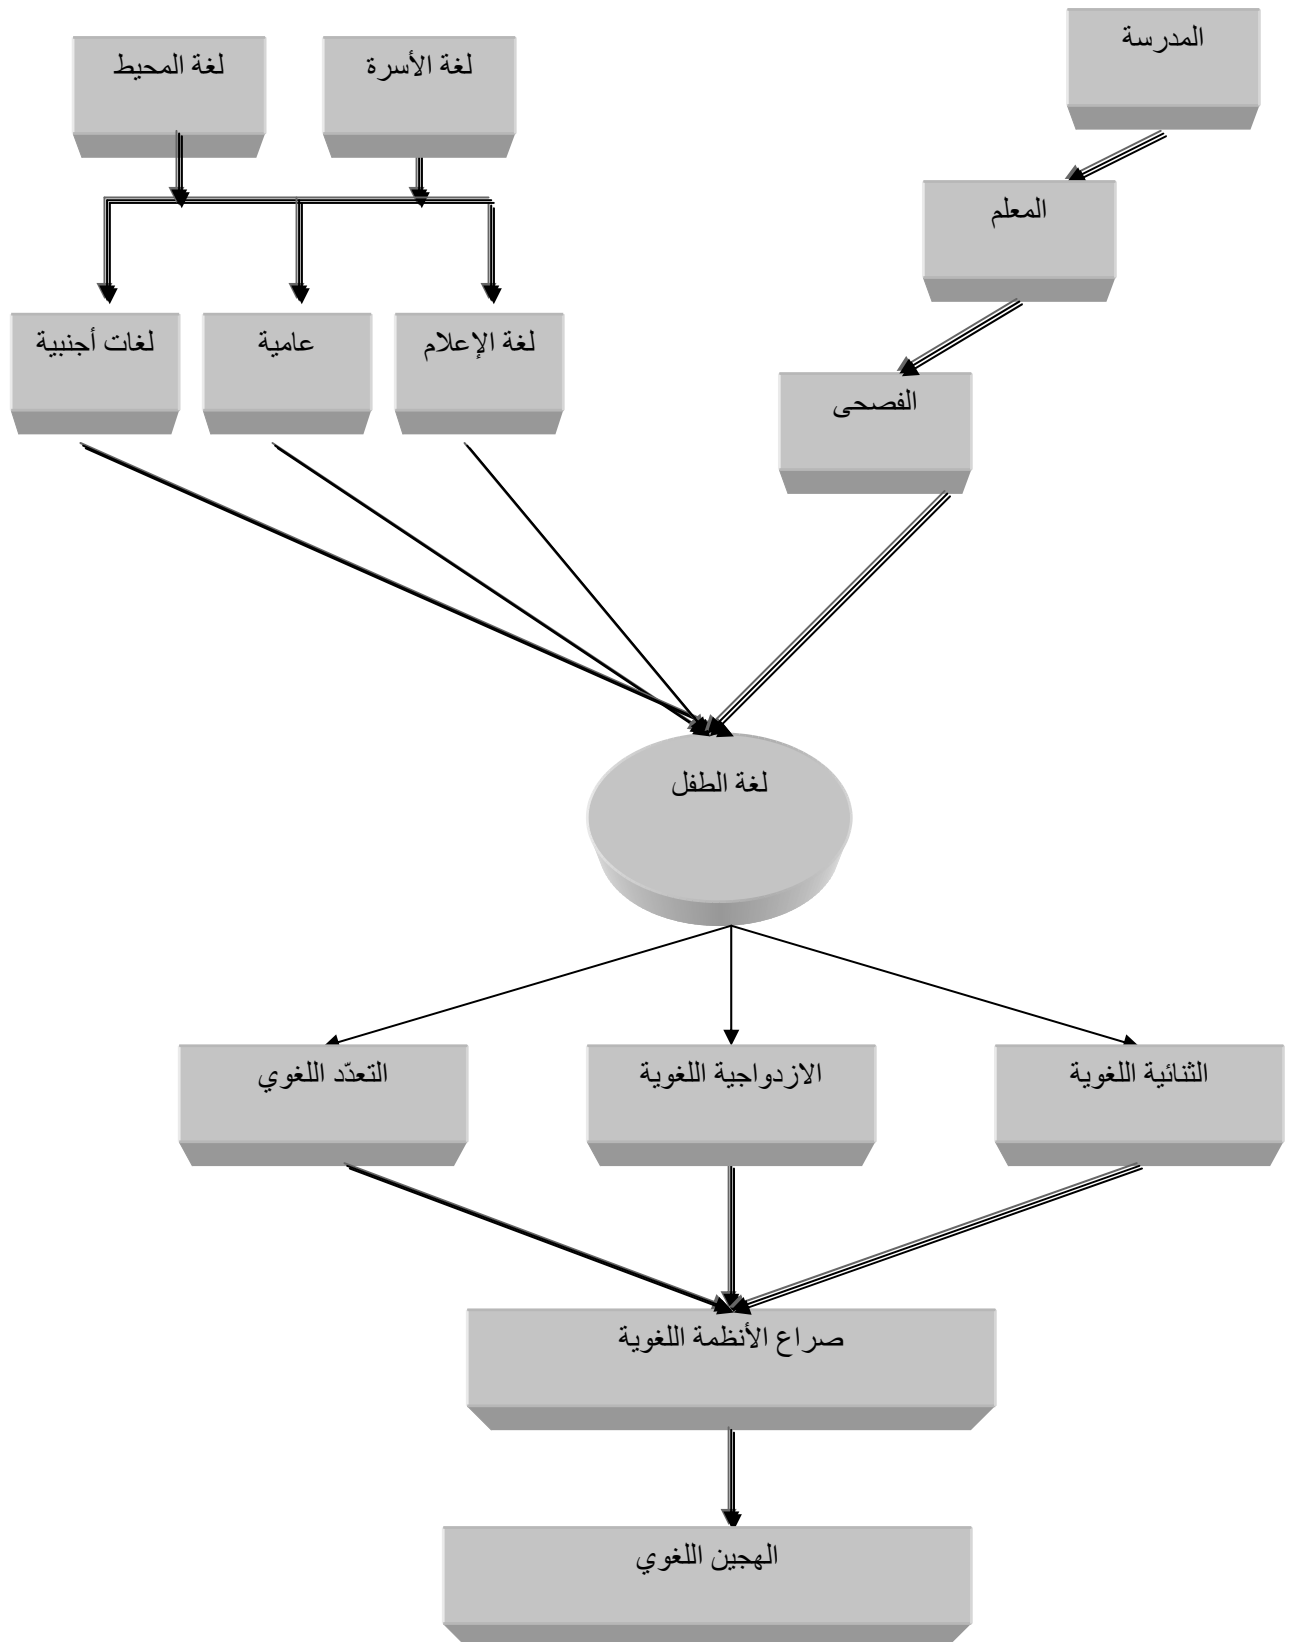 المدرسة
لغة الأسرة
لغة المحيط
المعلم
لغة الإعلام
عامية
لغات أجنبية
الفصحى
لغة الطفل
الثنائية اللغوية
الازدواجية اللغوية
التعدّد اللغوي
صراع الأنظمة اللغوية
الهجين اللغوي